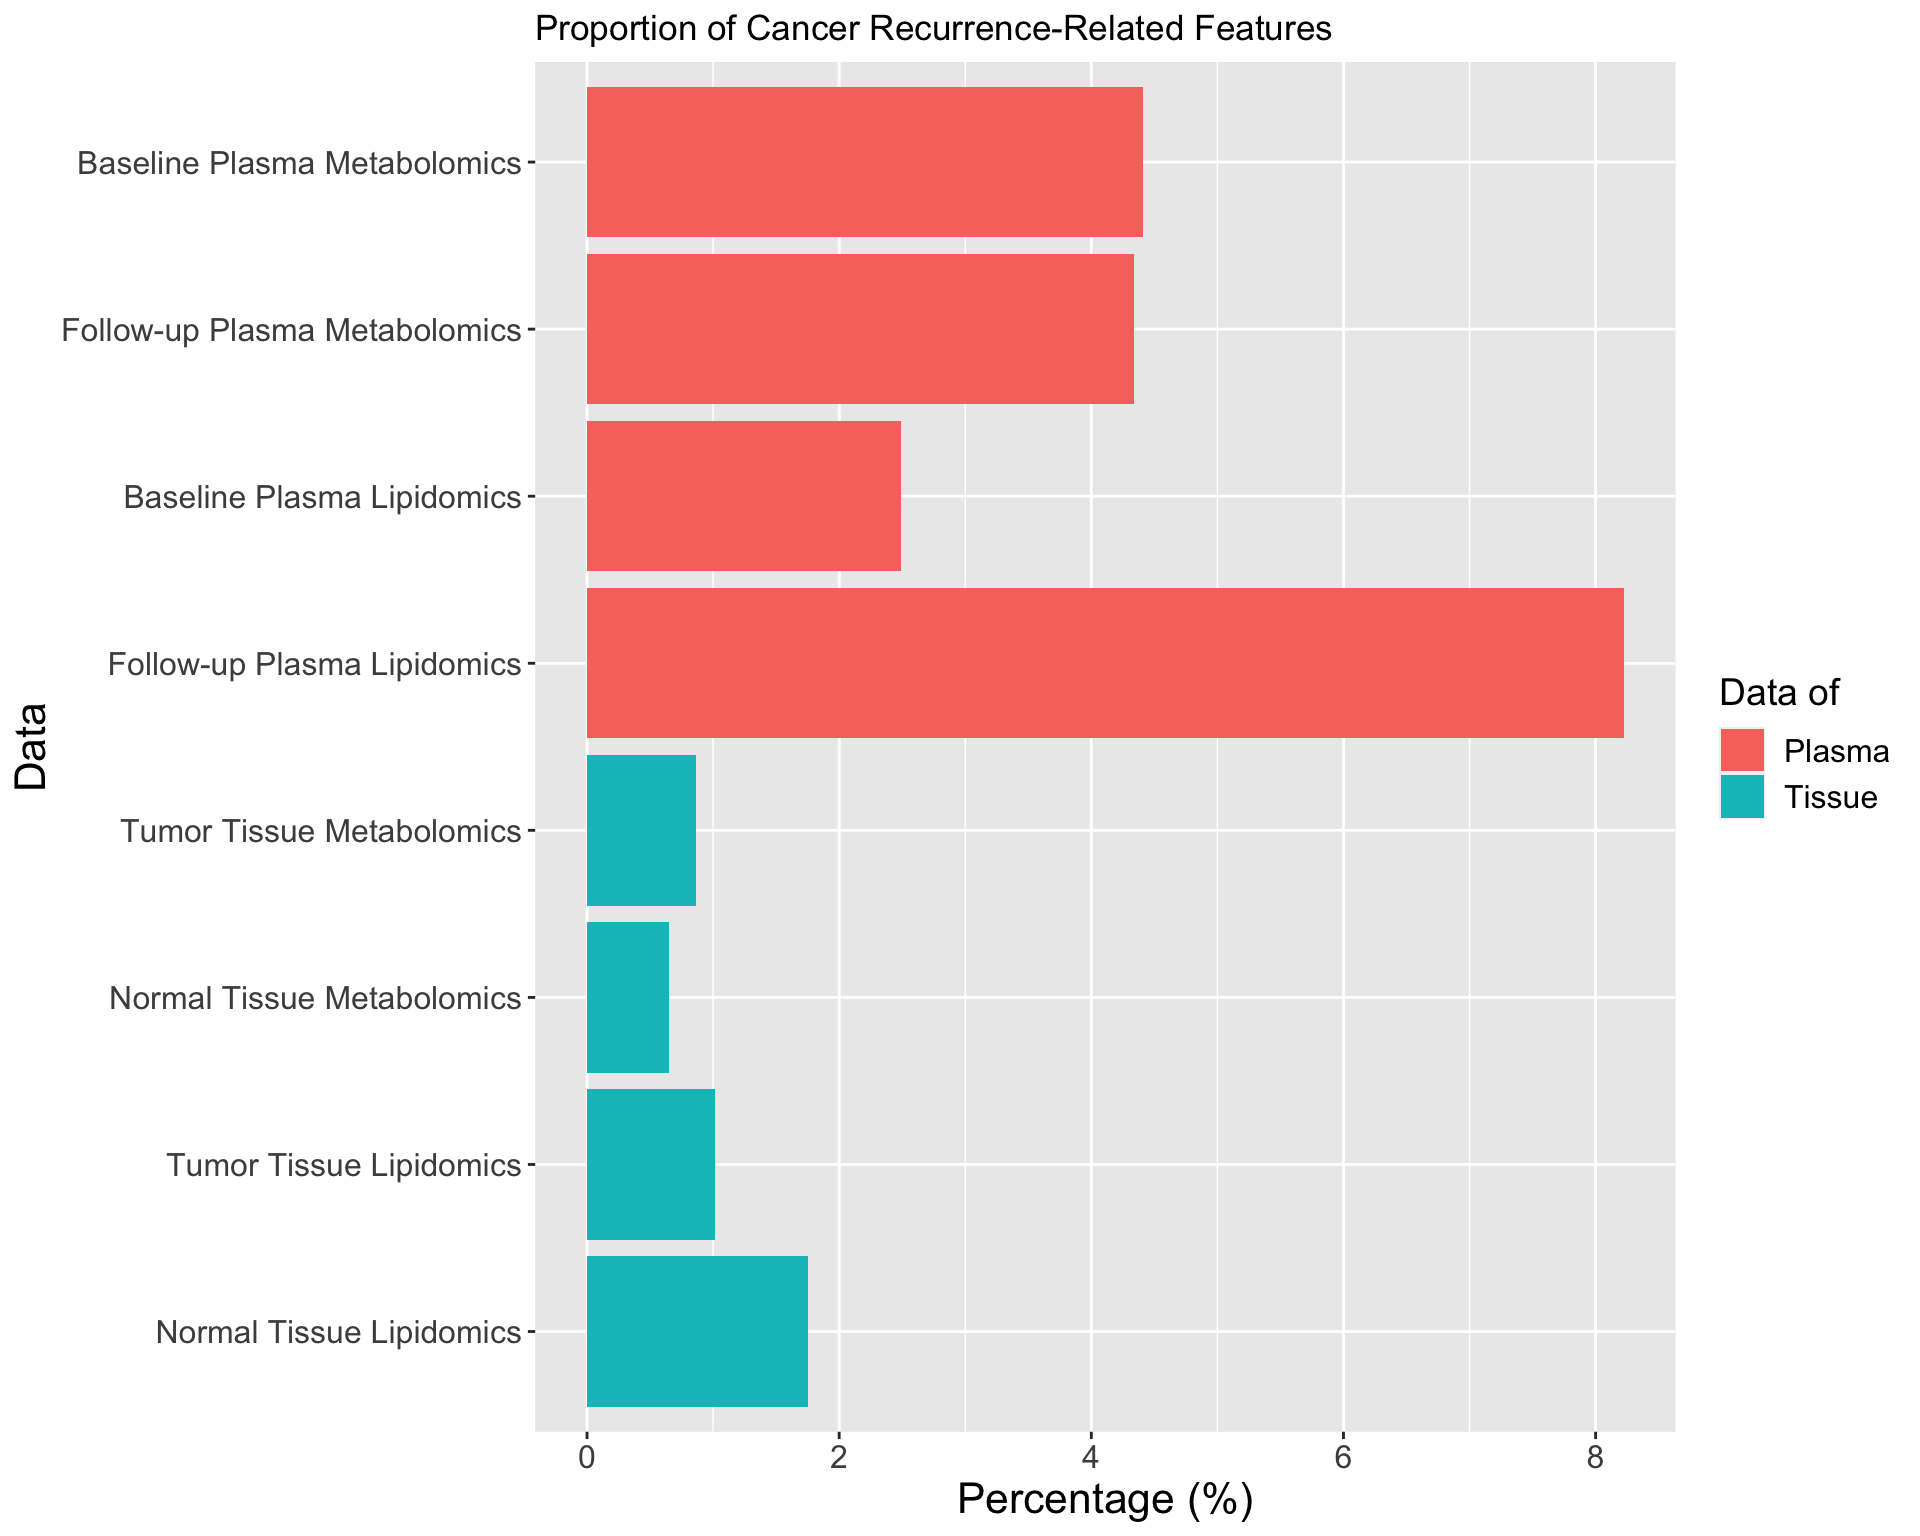 Proportion of Cancer Recurrence-Related Features
Baseline Plasma Metabolomics
Follow-up Plasma Metabolomics
Baseline Plasma Lipidomics
Follow-up Plasma Lipidomics
Tumor Tissue Metabolomics
Normal Tissue Metabolomics
Tumor Tissue Lipidomics
Normal Tissue Lipidomics
Data
0 2 4 6 8
Percentage (%)
Data of
Plasma
Tissue